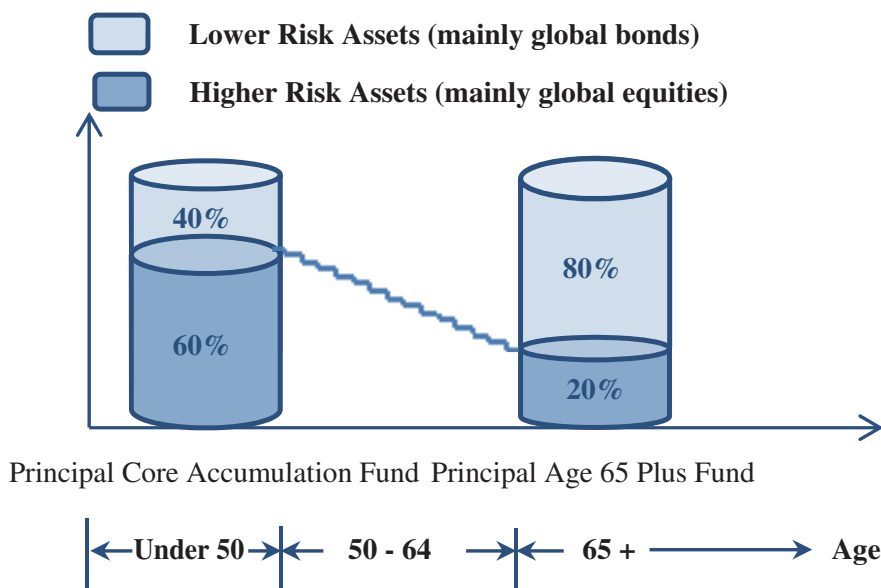 Lower Risk Assets (mainly global bonds)
Higher Risk Assets (mainly global equities)
40%
80%
60%
20%
Principal Core Accumulation Fund Principal Age 65 Plus Fund
Under 50 50 - 64 65 + Age